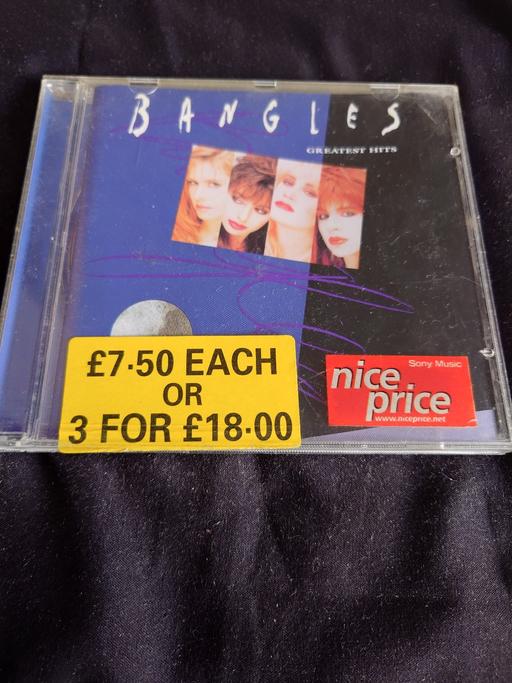 BANGLES
GREATEST HITS
£7·50 EACH
OR
3 FOR £18·00
Sony Music
nice
price
www.niceprice.net